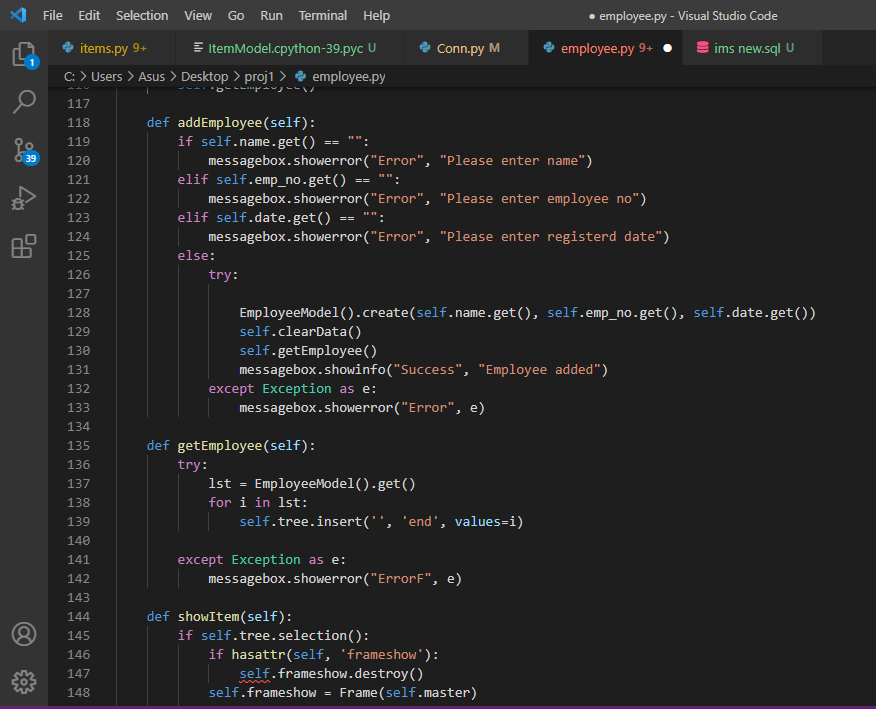 File Edit Selection View Go Run Terminal Help ● employee.py - Visual Studio Code
items.py 9+ ItemModel.cpython-39.pyc U Conn.py M employee.py 9+ ● ims new.sql U
C: > Users > Asus > Desktop > proj1 > employee.py
1
39
116 self.getEmployee()
117
118 def addEmployee(self):
119 if self.name.get() == "":
120 messagebox.showerror("Error", "Please enter name")
121 elif self.emp_no.get() == "":
122 messagebox.showerror("Error", "Please enter employee no")
123 elif self.date.get() == "":
124 messagebox.showerror("Error", "Please enter registerd date")
125 else:
126 try:
127
128 EmployeeModel().create(self.name.get(), self.emp_no.get(), self.date.get())
129 self.clearData()
130 self.getEmployee()
131 messagebox.showinfo("Success", "Employee added")
132 except Exception as e:
133 messagebox.showerror("Error", e)
134
135 def getEmployee(self):
136 try:
137 lst = EmployeeModel().get()
138 for i in lst:
139 self.tree.insert('', 'end', values=i)
140
141 except Exception as e:
142 messagebox.showerror("ErrorF", e)
143
144 def showItem(self):
145 if self.tree.selection():
146 if hasattr(self, 'frameshow'):
147 self.frameshow.destroy()
148 self.frameshow = Frame(self.master)